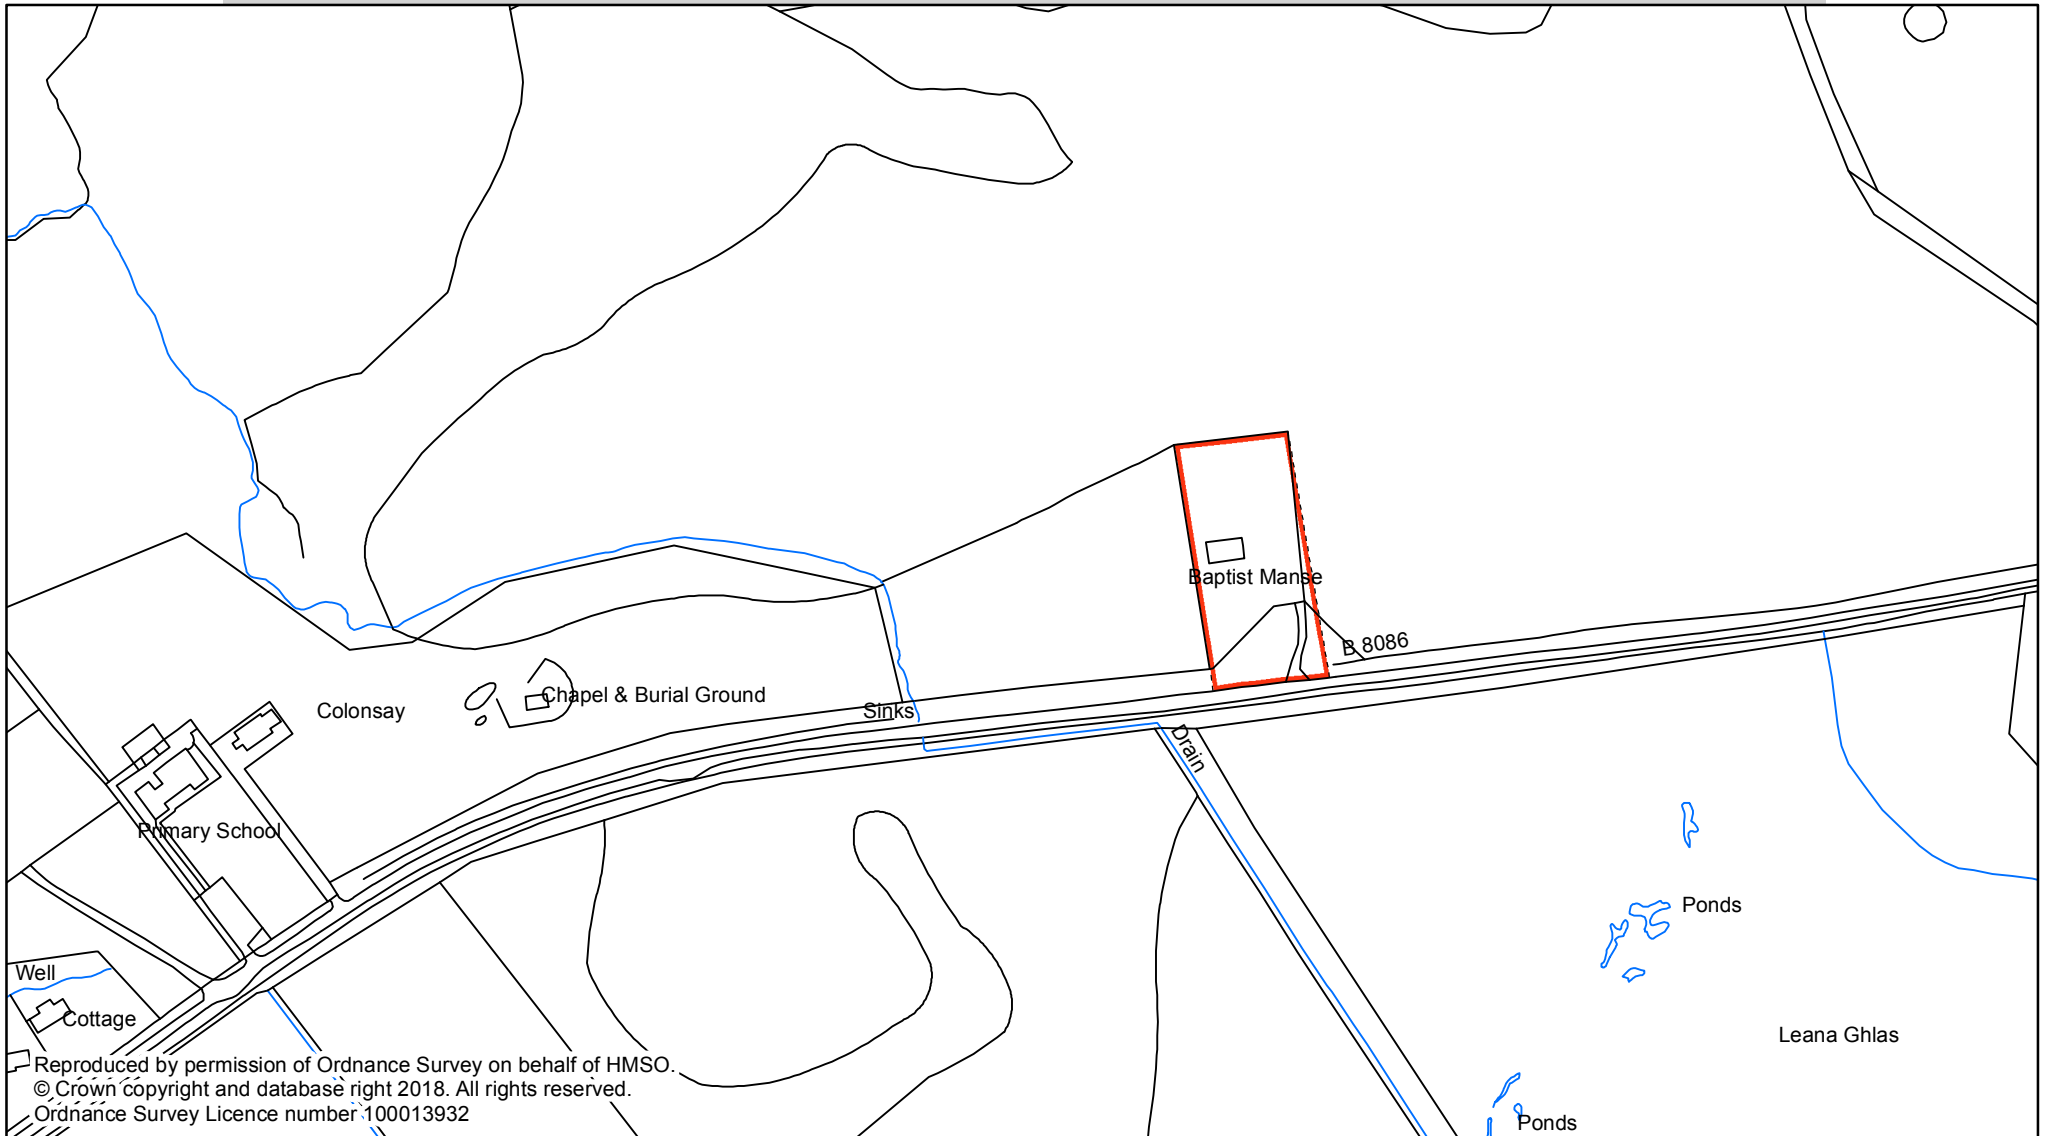 Baptist Manse
B 8086
Chapel & Burial Ground
Colonsay
Sinks
Drain
Primary School
Ponds
Well
Cottage
Leana Ghlas
Reproduced by permission of Ordnance Survey on behalf of HMSO.
© Crown copyright and database right 2018. All rights reserved.
Ordnance Survey Licence number 100013932
Ponds